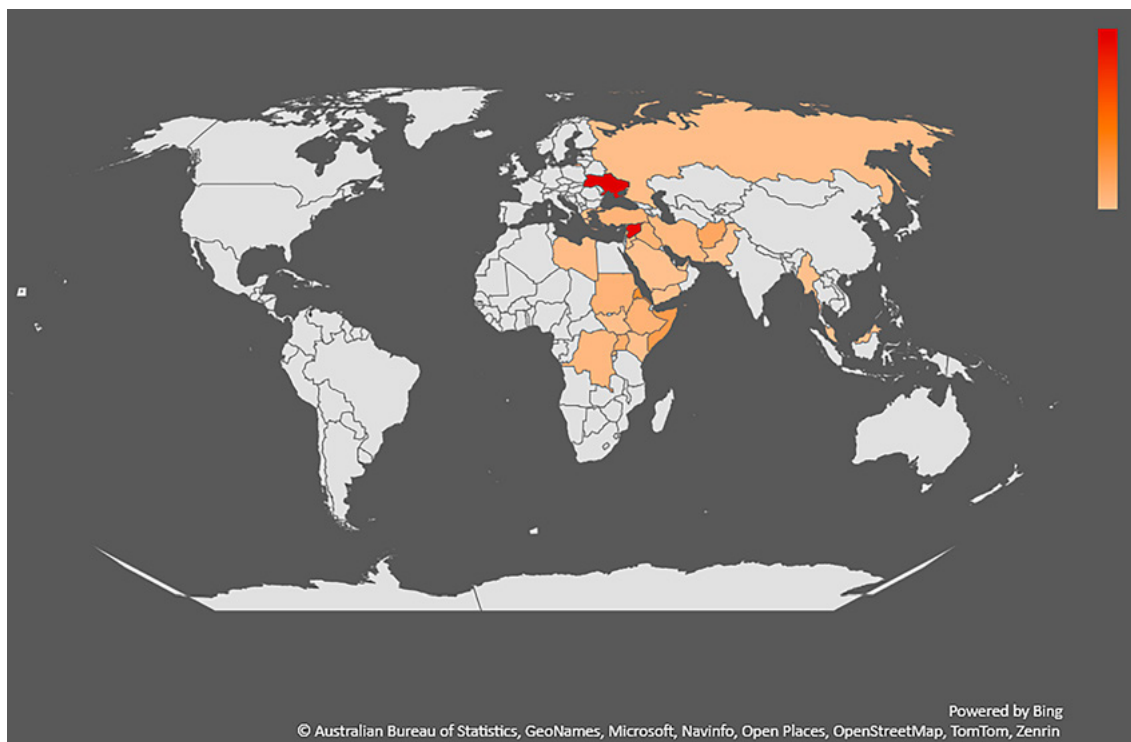 Powered by Bing
© Australian Bureau of Statistics, GeoNames, Microsoft, Navinfo, Open Places, OpenStreetMap, TomTom, Zenrin